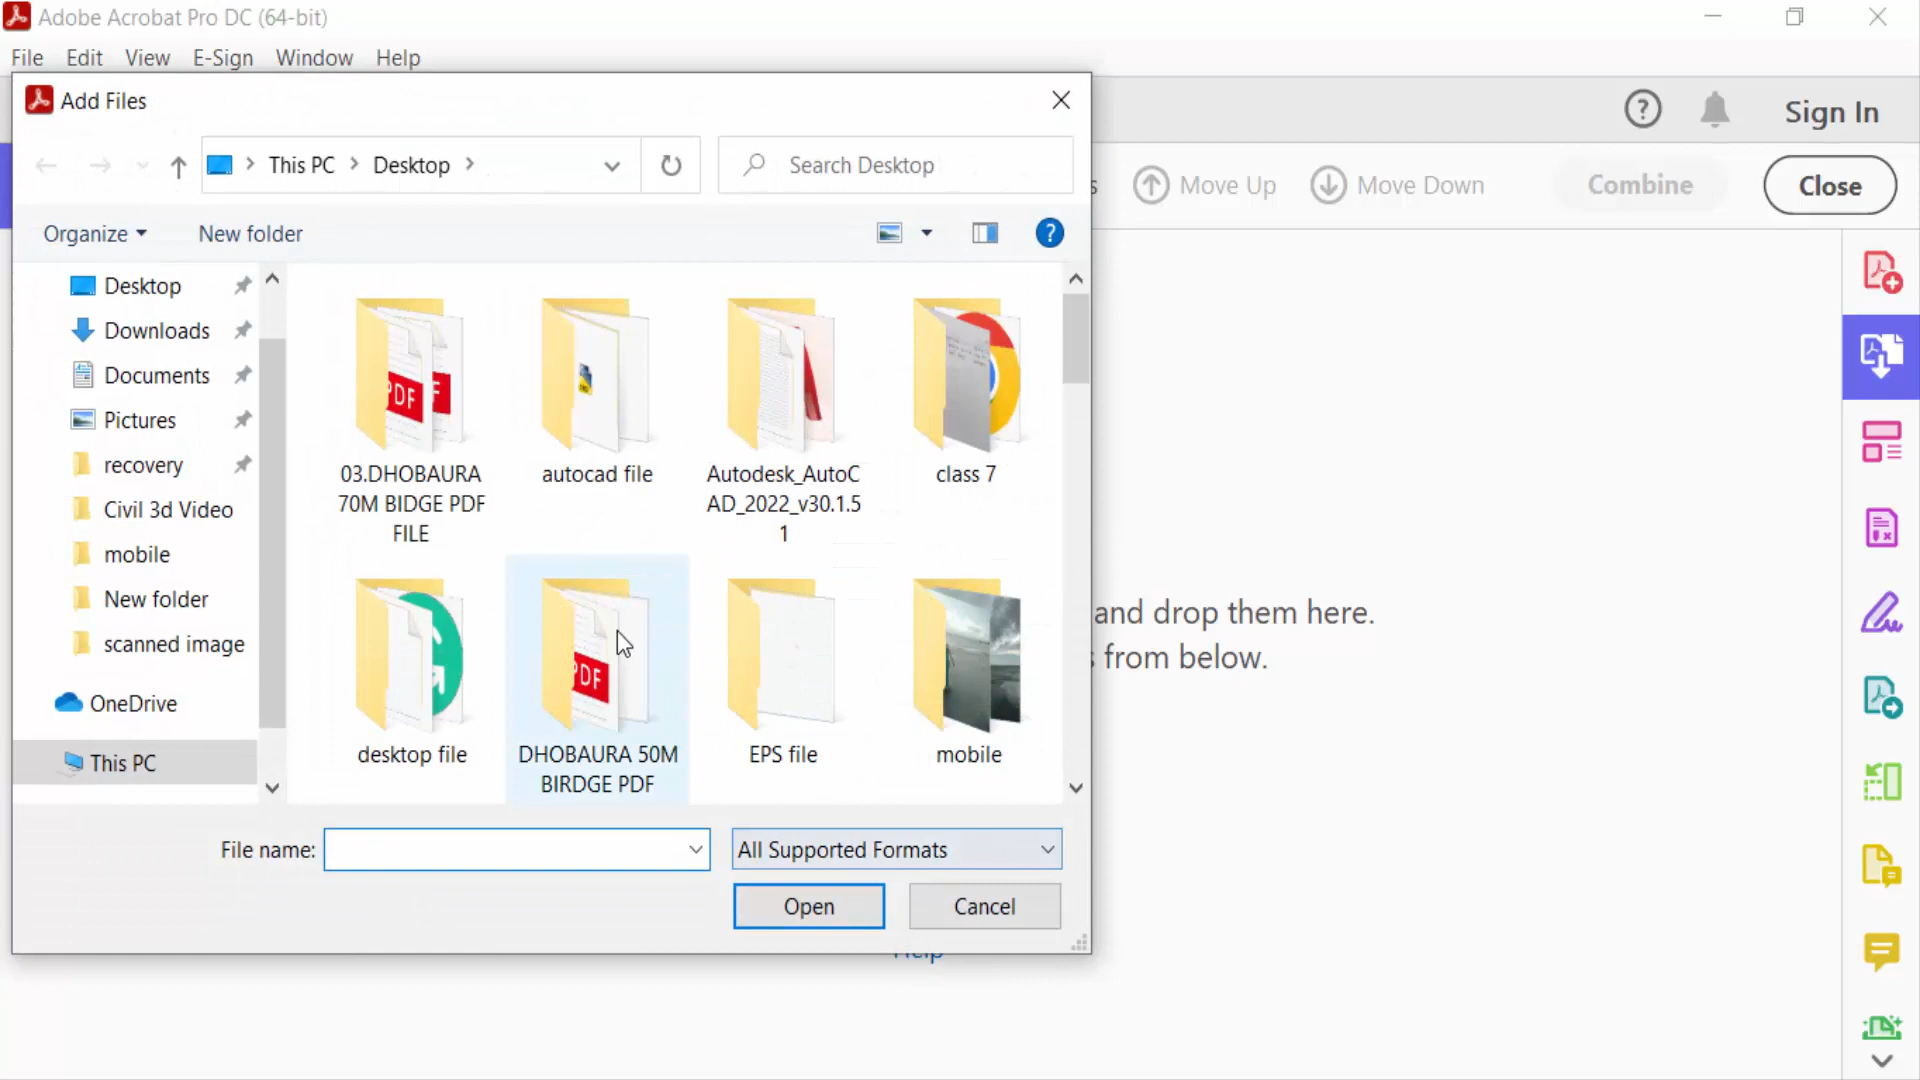 Adobe Acrobat Pro DC (64-bit)
File Edit View E-Sign Window Help
Add Files
Sign In
This PC Desktop
Search Desktop
Move Up Move Down Combine Close
Organize New folder
Desktop
Downloads
Documents
Pictures
recovery
Civil 3d Video
mobile
New folder
scanned image
OneDrive
This PC
03.DHOBAURA
70M BIDGE PDF
FILE
autocad file
Autodesk_AutoC
AD_2022_v30.1.5
1
class 7
desktop file
PDF
DHOBAURA 50M
BIRDGE PDF
EPS file
mobile
and drop them here.
s from below.
File name:
All Supported Formats
Open Cancel
Help